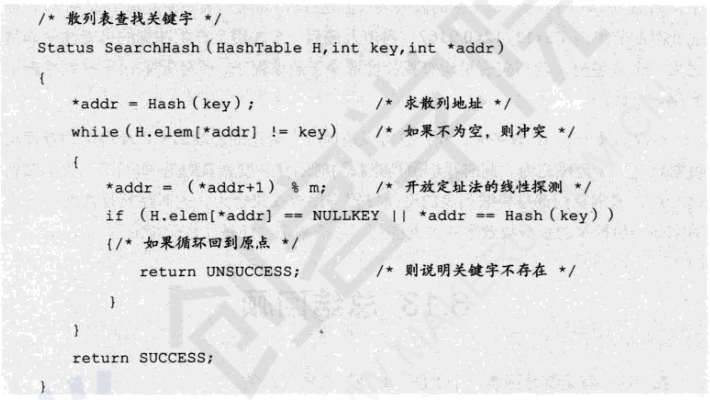 /* 散列表查找关键字 */
Status SearchHash(HashTable H,int key,int *addr)
{
*addr = Hash(key); /* 求散列地址 */
while(H.elem[*addr] != key) /* 如果不为空，则冲突 */
{
*addr = (*addr+1) % m; /* 开放定址法的线性探测 */
if (H.elem[*addr] == NULLKEY || *addr == Hash(key))
{/* 如果循环回到原点 */
return UNSUCCESS; /* 则说明关键字不存在 */
}
}
return SUCCESS;
}